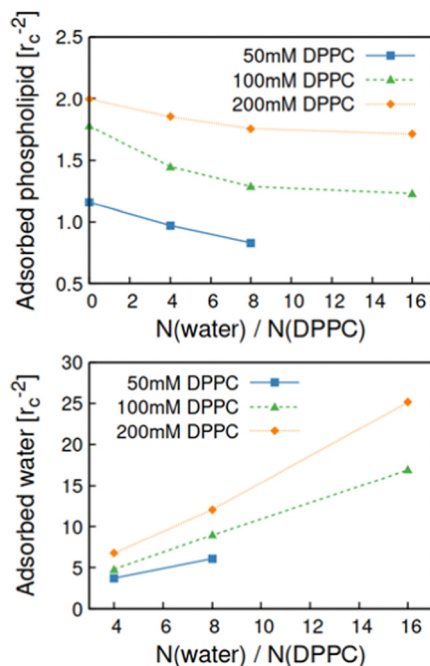 Adsorbed phospholipid [r_c^-2]
2.5
2.0
1.5
1.0
0.5
50mM DPPC
100mM DPPC
200mM DPPC
0 2 4 6 8 10 12 14 16
N(water) / N(DPPC)
Adsorbed water [r_c^-2]
30
25
20
15
10
5
0
50mM DPPC
100mM DPPC
200mM DPPC
4 6 8 10 12 14 16
N(water) / N(DPPC)